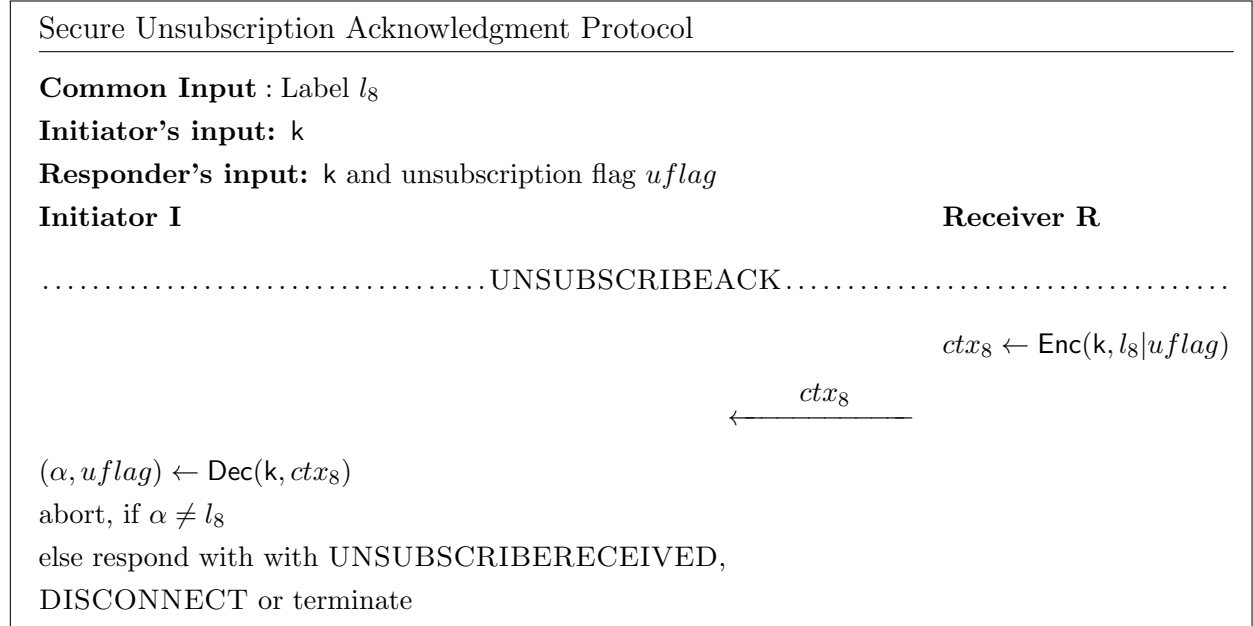 Secure Unsubscription Acknowledgment Protocol
Common Input : Label l₈
Initiator's input: k
Responder's input: k and unsubscription flag uflag
Initiator I Receiver R
....................................UNSUBSCRIBEACK....................................
ctx₈ ← Enc(k, l₈|uflag)
ctx₈
←
(α, uflag) ← Dec(k, ctx₈)
abort, if α ≠ l₈
else respond with with UNSUBSCRIBERECEIVED,
DISCONNECT or terminate